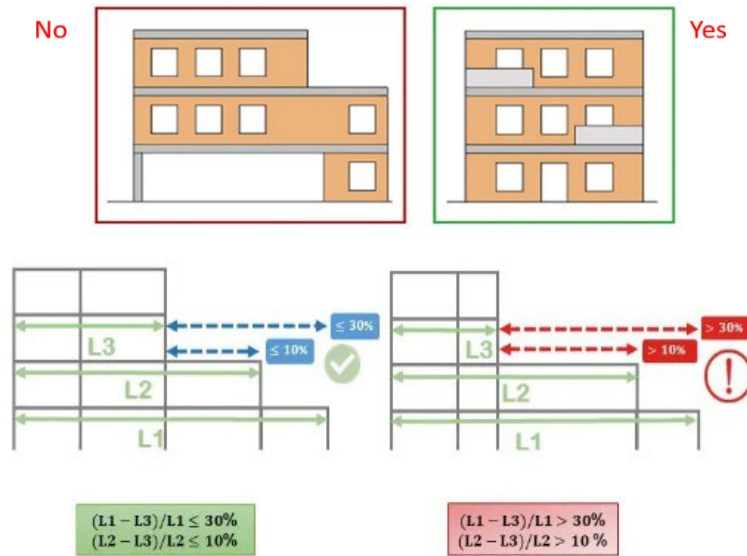 No
Yes
≤ 30%
> 30%
L3
≤ 10%
L3
> 10%
L2
L2
L1
L1
(L1 − L3)/L1 ≤ 30%
(L2 − L3)/L2 ≤ 10%
(L1 − L3)/L1 > 30%
(L2 − L3)/L2 > 10 %